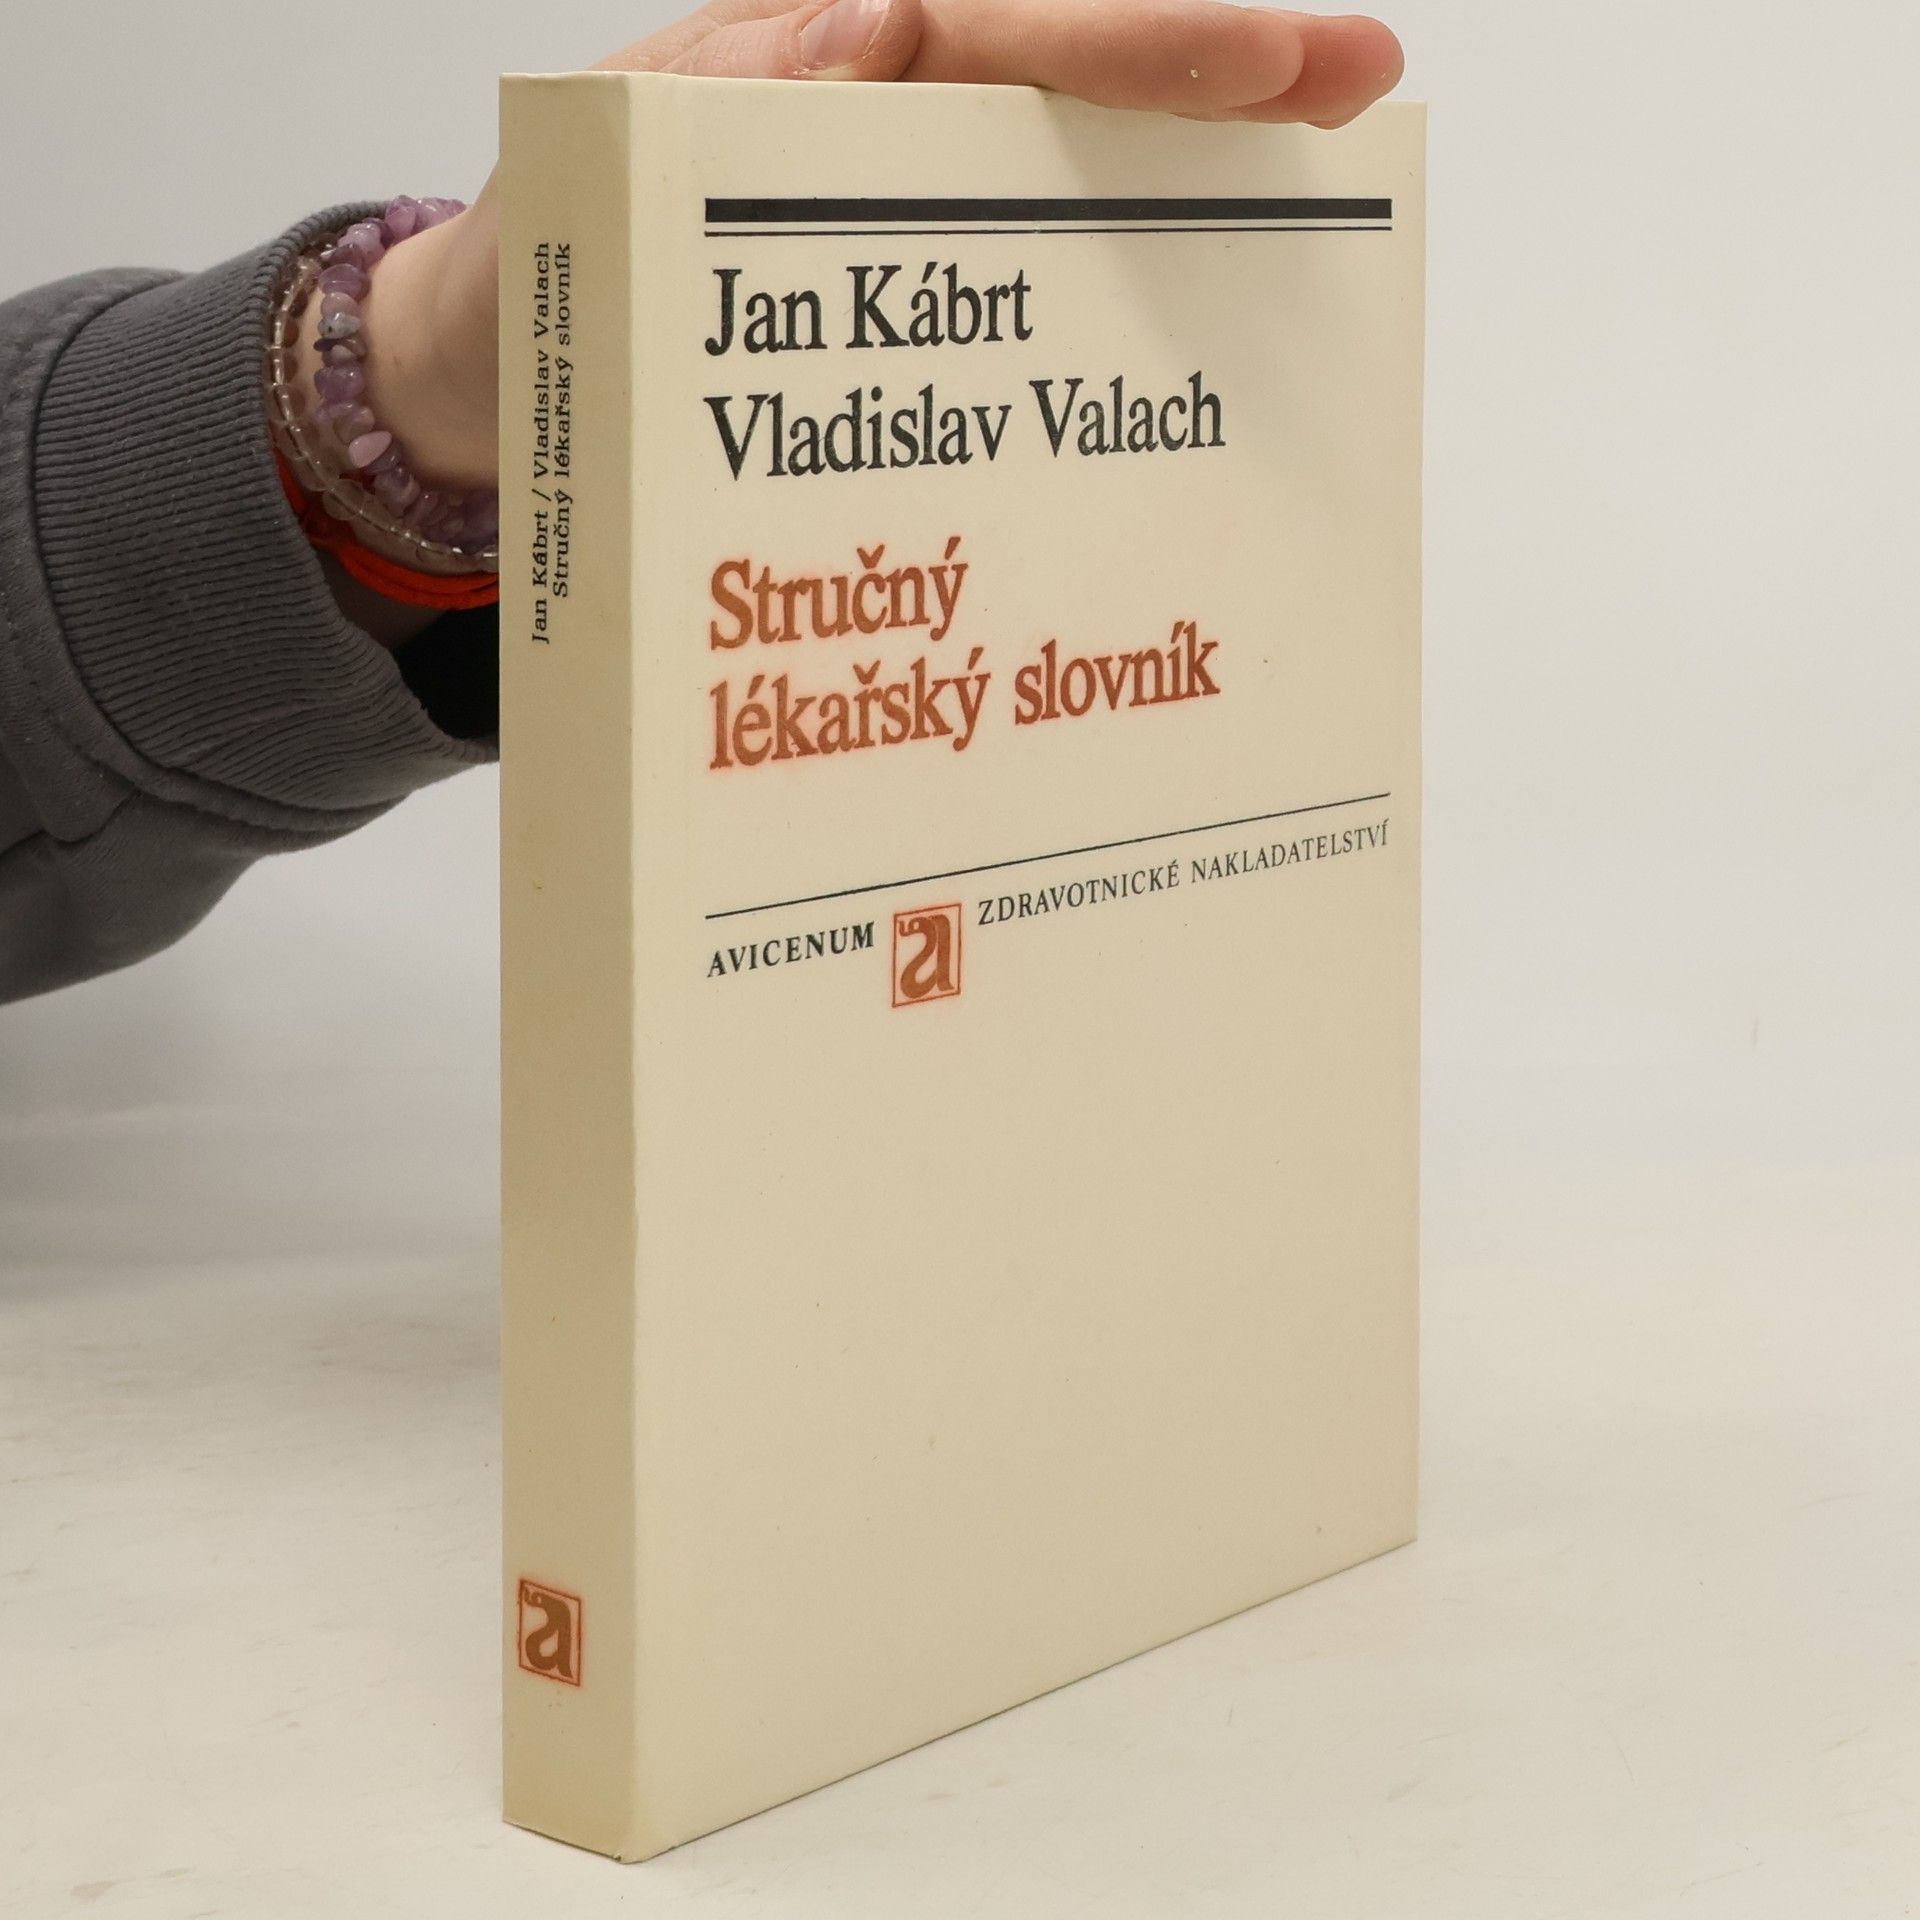 Jan Kábrt / Vladislav Valach
Stručný lékařský slovník
a
Jan Kábrt
Vladislav Valach
Stručný
lékařský slovník
AVICENUM a ZDRAVOTNICKÉ NAKLADATELSTVÍ